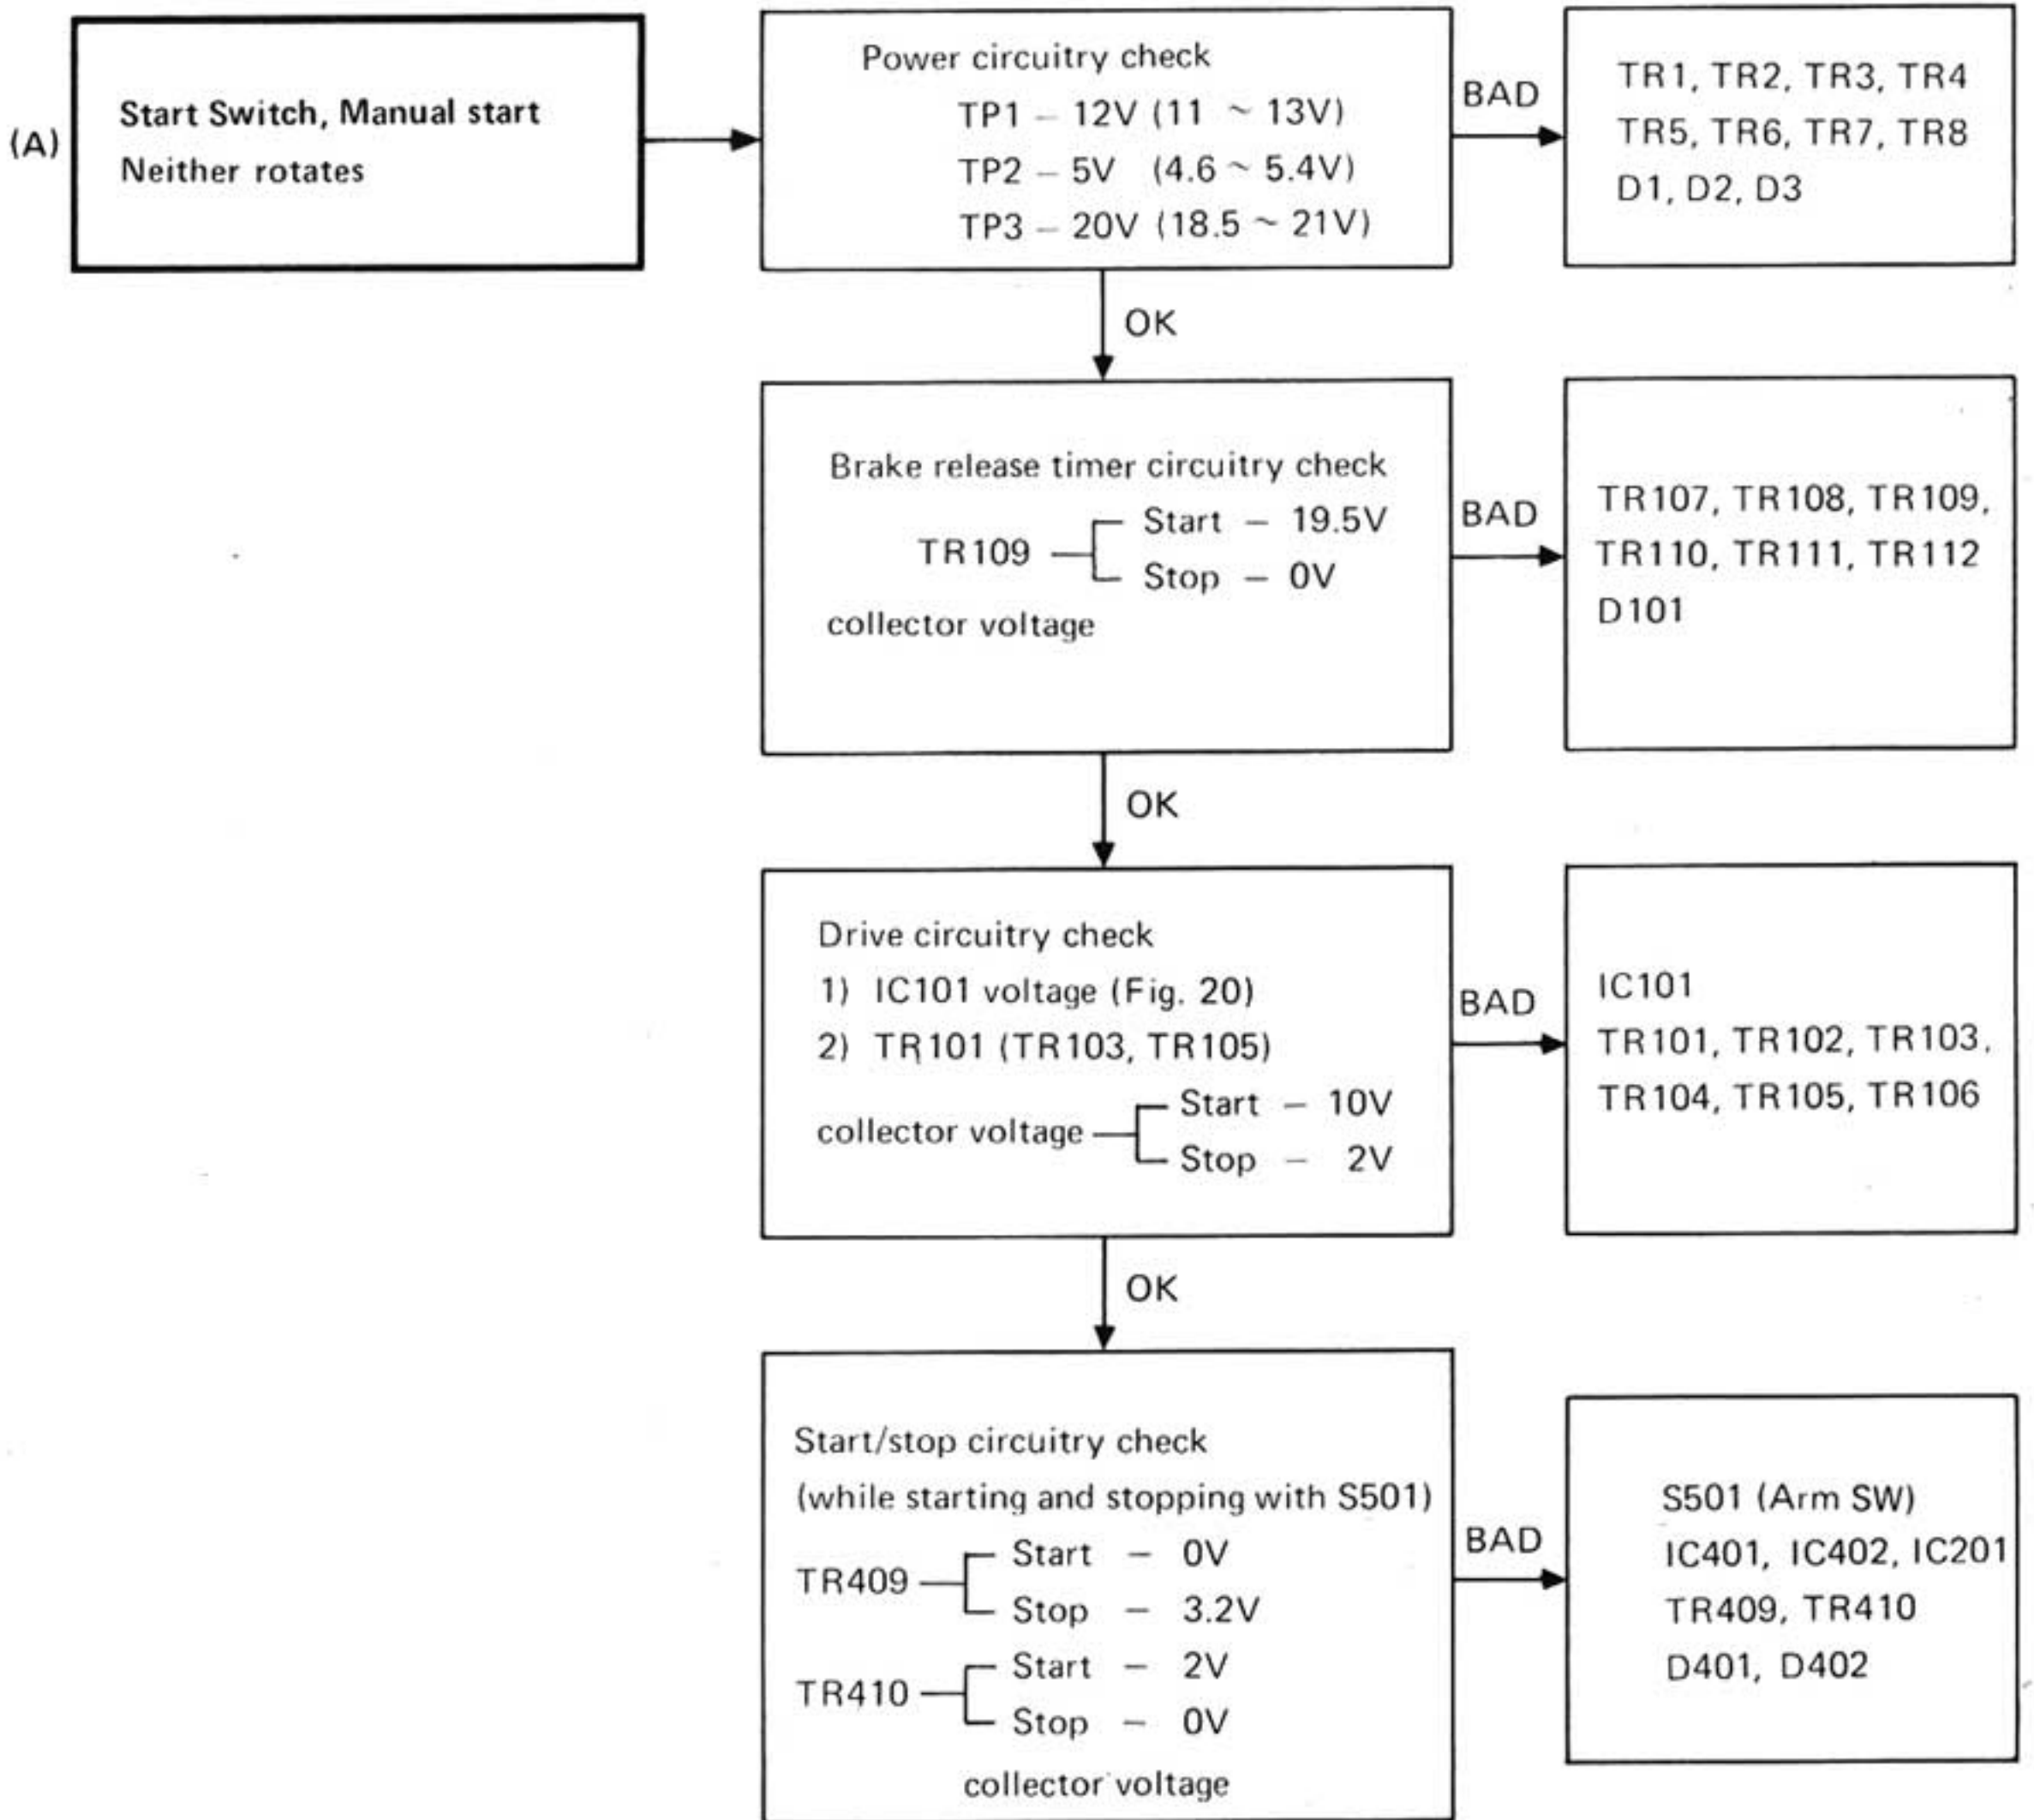 (A)
Start Switch, Manual start
Neither rotates
Power circuitry check
TP1 – 12V (11 ~ 13V)
TP2 – 5V (4.6 ~ 5.4V)
TP3 – 20V (18.5 ~ 21V)
BAD
TR1, TR2, TR3, TR4
TR5, TR6, TR7, TR8
D1, D2, D3
OK
Brake release timer circuitry check
TR109
Start – 19.5V
Stop – 0V
collector voltage
BAD
TR107, TR108, TR109,
TR110, TR111, TR112
D101
OK
Drive circuitry check
1) IC101 voltage (Fig. 20)
2) TR101 (TR103, TR105)
collector voltage
Start – 10V
Stop – 2V
BAD
IC101
TR101, TR102, TR103,
TR104, TR105, TR106
OK
Start/stop circuitry check
(while starting and stopping with S501)
TR409
Start – 0V
Stop – 3.2V
TR410
Start – 2V
Stop – 0V
collector voltage
BAD
S501 (Arm SW)
IC401, IC402, IC201
TR409, TR410
D401, D402